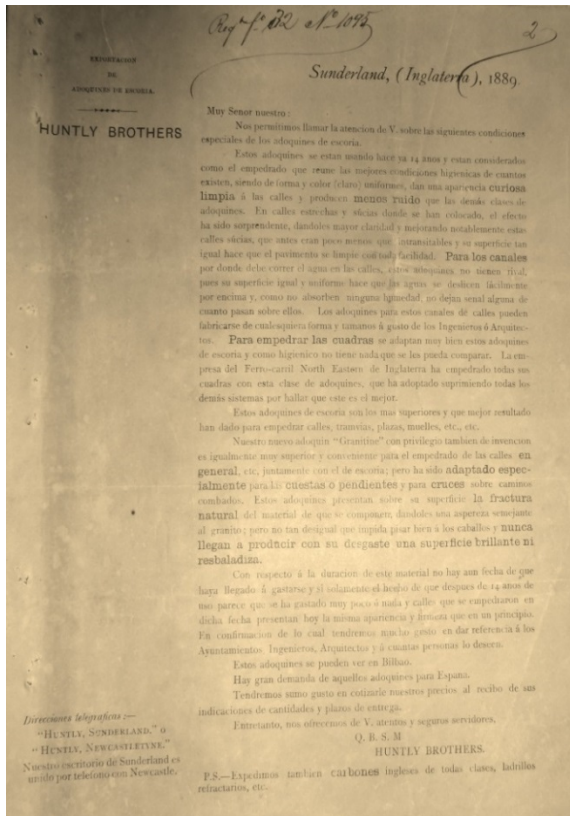 Regº fº 132 Nº 1095
2
EXPORTACION
DE
ADOQUINES DE ESCORIA.
HUNTLY BROTHERS
Sunderland, (Inglaterra), 1889.
Muy Senor nuestro:
Nos permitimos llamar la atencion de V. sobre las siguientes condiciones
especiales de los adoquines de escoria.
Estos adoquines se estan usando hace ya 14 anos y estan considerados
como el empedrado que reune las mejores condiciones higienicas de cuantos
existen, siendo de forma y color (claro) uniformes, dan una apariencia curiosa
limpia á las calles y producen menos ruido que las demás clases de
adoquines. En calles estrechas y súcias donde se han colocado, el efecto
ha sido sorprendente, dandoles mayor claridad y mejorando notablemente estas
calles súcias, que antes eran poco menos que intransitables y su superficie tan
igual hace que el pavimento se limpie con toda facilidad. Para los canales
por donde debe correr el agua en las calles, estos adoquines no tienen rival,
pues su superficie igual y uniforme hace que las aguas se deslicen fácilmente
por encima y, como no absorben ninguna humedad, no dejan senal alguna de
cuanto pasan sobre ellos. Los adoquines para estos canales de calles pueden
fabricarse de cualesquiera forma y tamanos á gusto de los Ingenieros ó Arquitec-
tos. Para empedrar las cuadras se adaptan muy bien estos adoquines
de escoria y como higienico no tiene nada que se les pueda comparar. La em-
presa del Ferro-carril North Eastern de Inglaterra ha empedrado todas sus
cuadras con esta clase de adoquines, que ha adoptado suprimiendo todas los
demás sistemas por hallar que este es el mejor.
Estos adoquines de escoria son los mas superiores y que mejor resultado
han dado para empedrar calles, tranvias, plazas, muelles, etc., etc.
Nuestro nuevo adoquin "Granitine" con privilegio tambien de invencion
es igualmente muy superior y conveniente para el empedrado de las calles en
general, etc, juntamente con el de escoria; pero ha sido adaptado espec-
ialmente para las cuestas o pendientes y para cruces sobre caminos
combados. Estos adoquines presentan sobre su superficie la fractura
natural del material de que se componen, dandoles una aspereza semejante
al granito; pero no tan desigual que impida pisar bien á los caballos y nunca
llegan a producir con su dregaste una superficie brillante ni
resbaladiza.
Con respecto á la duracion de este material no hay aun fecha de que
haya llegado á gastarse y si solamente el hecho de que despues de 14 anos de
uso parece que se ha gastado muy poco ó nada y calles que se empedraron en
dicha fecha presentan hoy la misma apariencia y firmeza que en un principio.
En confirmacion de lo cual tendremos mucho gusto en dar referencia á los
Ayuntamientos, Ingenieros, Arquitectos y á cuantas personas lo deseen.
Estos adoquines se pueden ver en Bilbao.
Hay gran demanda de aquellos adoquines para Espana.
Tendremos sumo gusto en cotizarle nuestros precios al recibo de sus
indicaciones de cantidades y plazos de entrega.
Entretanto, nos ofrecemos de V. atentos y seguros servidores,
Q. B. S. M
HUNTLY BROTHERS.
P.S.—Expedimos tambien carbones ingleses de todas clases, ladrillos
refractarios, etc.
Direcciones telegraficas:—
"HUNTLY, SUNDERLAND." ó
"HUNTLY, NEWCASTLETYNE."
Nuestro escritorio de Sunderland es
unido por telefono con Newcastle.